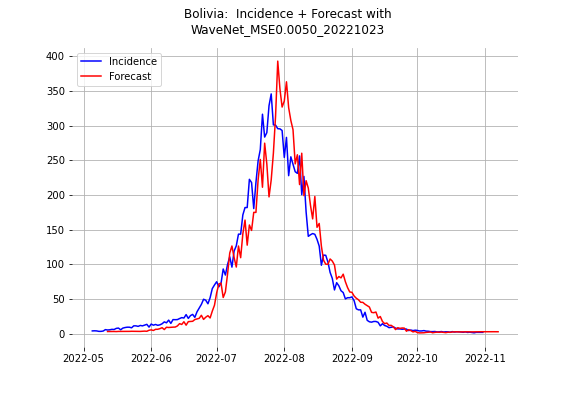 Bolivia:  Incidence + Forecast with
WaveNet_MSE0.0050_20221023
Incidence
Forecast
400
350
300
250
200
150
100
50
0
2022-05 2022-06 2022-07 2022-08 2022-09 2022-10 2022-11